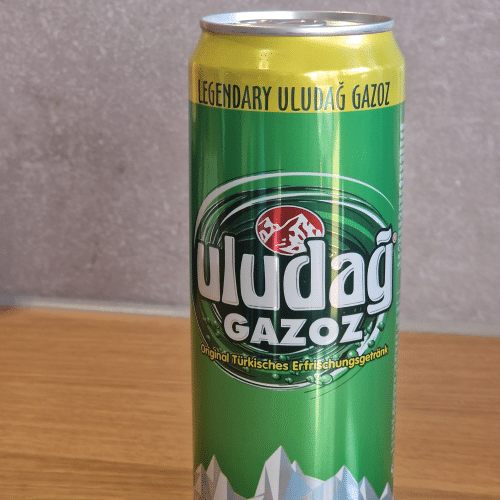 LEGENDARY ULUDAĞ GAZOZ
uludağ®
GAZOZ
Original Türkisches Erfrischungsgetränk